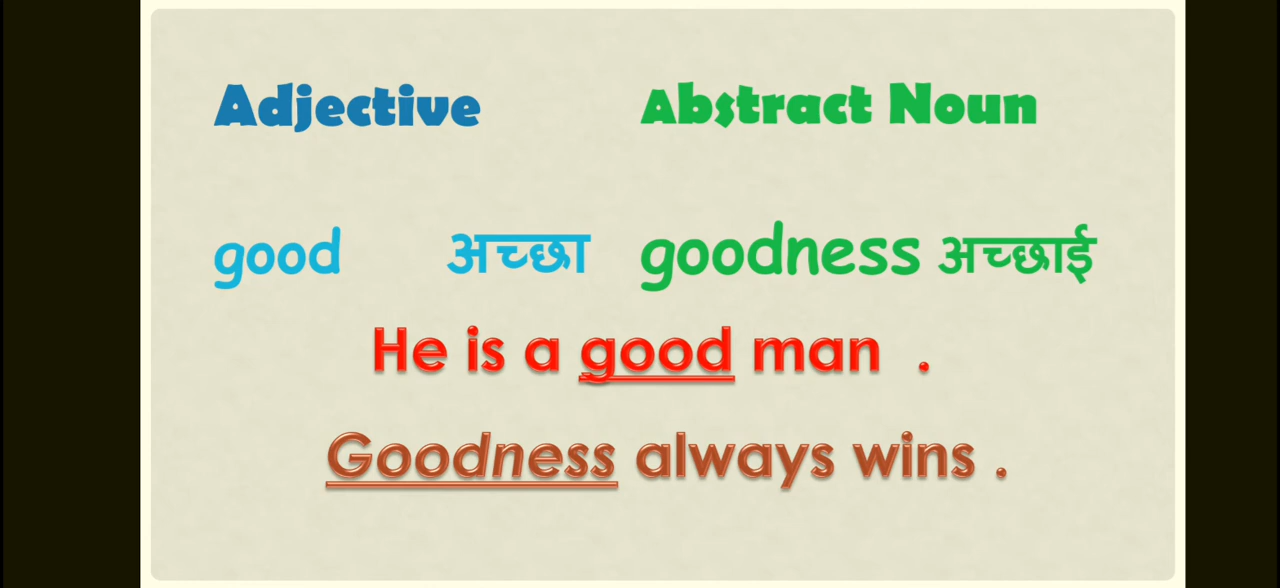 Adjective Abstract Noun
good अच्छा goodness अच्छाई
He is a good man .
Goodness always wins .